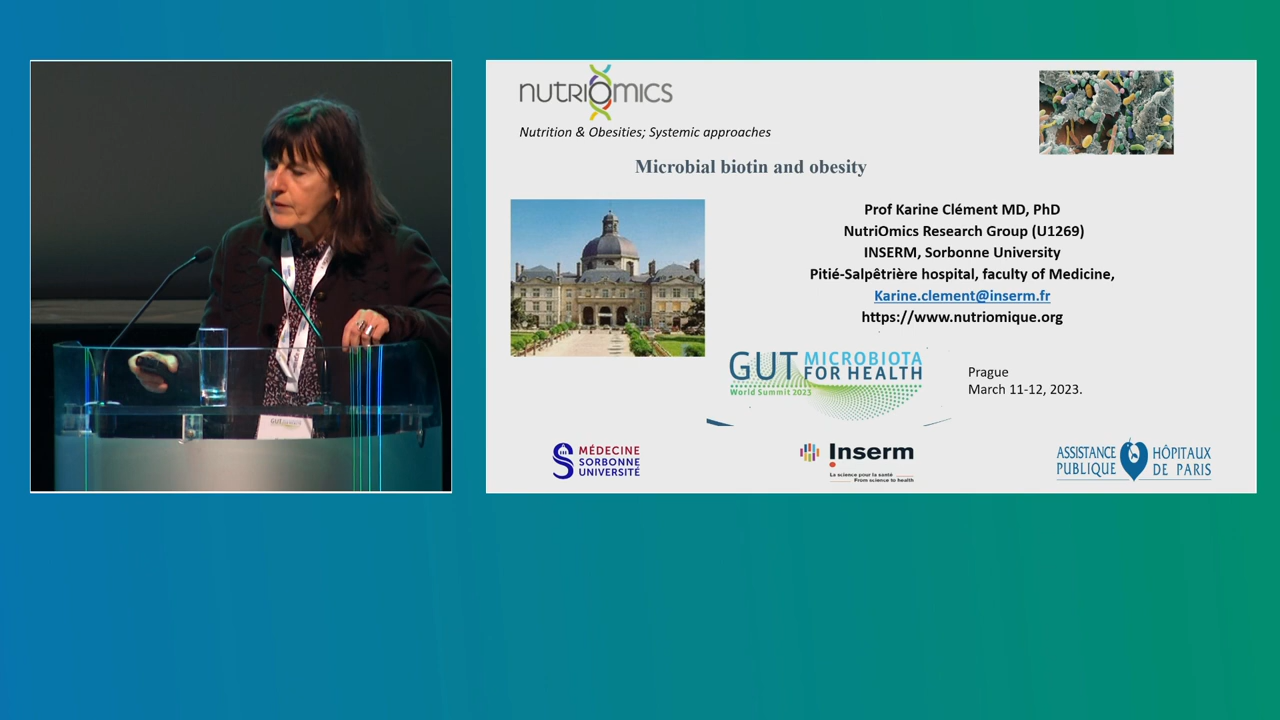 nutriomics
Nutrition & Obesities; Systemic approaches
Microbial biotin and obesity
Prof Karine Clément MD, PhD
NutriOmics Research Group (U1269)
INSERM, Sorbonne University
Pitié-Salpêtrière hospital, faculty of Medicine,
Karine.clement@inserm.fr
https://www.nutriomique.org
GUT MICROBIOTA
FOR HEALTH
World Summit 2023
Prague
March 11-12, 2023.
MÉDECINE
SORBONNE
UNIVERSITÉ
Inserm
La science pour la santé
From science to health
ASSISTANCE HÔPITAUX
PUBLIQUE DE PARIS